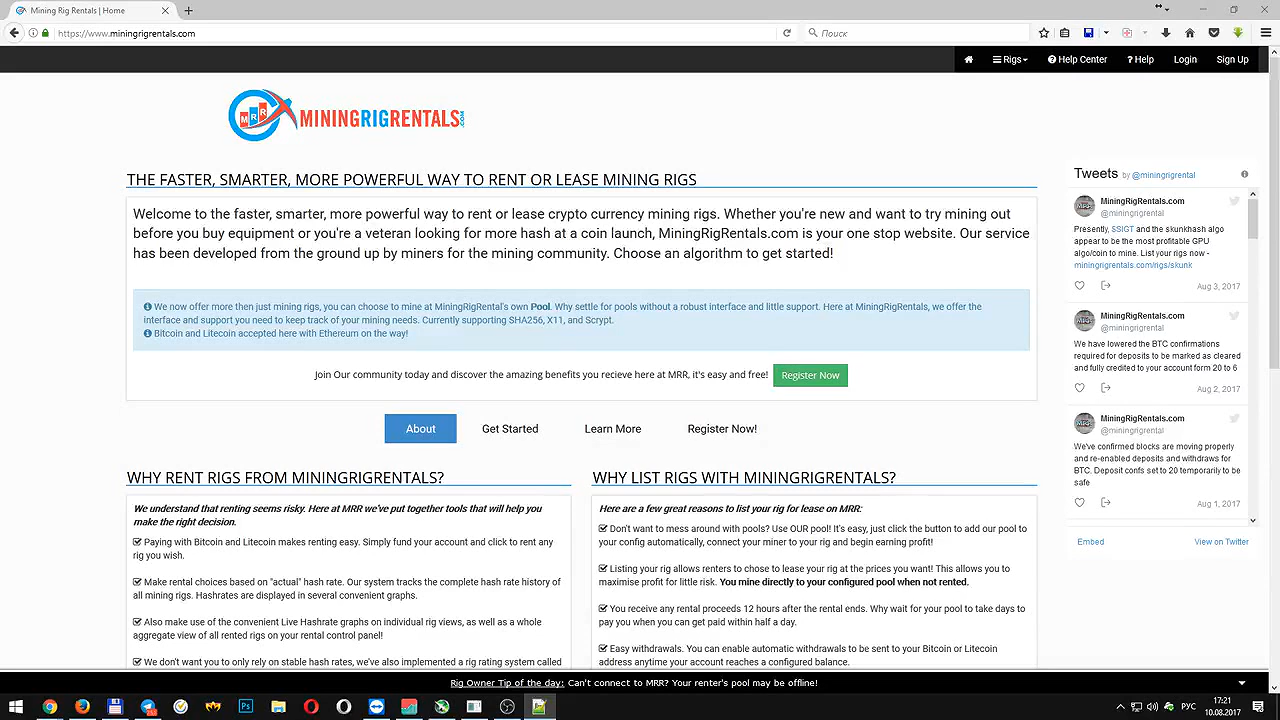 Mining Rig Rentals | Home
https://www.miningrigrentals.com
Поиск
Rigs
Help Center
Help
Login
Sign Up
MRR MININGRIGRENTALS.COM
THE FASTER, SMARTER, MORE POWERFUL WAY TO RENT OR LEASE MINING RIGS
Welcome to the faster, smarter, more powerful way to rent or lease crypto currency mining rigs. Whether you're new and want to try mining out
before you buy equipment or you're a veteran looking for more hash at a coin launch, MiningRigRentals.com is your one stop website. Our service
has been developed from the ground up by miners for the mining community. Choose an algorithm to get started!
We now offer more then just mining rigs, you can choose to mine at MiningRigRental's own Pool. Why settle for pools without a robust interface and little support. Here at MiningRigRentals, we offer the
interface and support you need to keep track of your mining needs. Currently supporting SHA256, X11, and Scrypt.
Bitcoin and Litecoin accepted here with Ethereum on the way!
Join Our community today and discover the amazing benefits you recieve here at MRR, it's easy and free!
Register Now
About
Get Started
Learn More
Register Now!
WHY RENT RIGS FROM MININGRIGRENTALS?
We understand that renting seems risky. Here at MRR we've put together tools that will help you
make the right decision.
Paying with Bitcoin and Litecoin makes renting easy. Simply fund your account and click to rent any
rig you wish.
Make rental choices based on "actual" hash rate. Our system tracks the complete hash rate history of
all mining rigs. Hashrates are displayed in several convenient graphs.
Also make use of the convenient Live Hashrate graphs on individual rig views, as well as a whole
aggregate view of all rented rigs on your rental control panel!
We don't want you to only rely on stable hash rates, we've also implemented a rig rating system called
WHY LIST RIGS WITH MININGRIGRENTALS?
Here are a few great reasons to list your rig for lease on MRR:
Don't want to mess around with pools? Use OUR pool! It's easy, just click the button to add our pool to
your config automatically, connect your miner to your rig and begin earning profit!
Listing your rig allows renters to chose to lease your rig at the prices you want! This allows you to
maximise profit for little risk. You mine directly to your configured pool when not rented.
You receive any rental proceeds 12 hours after the rental ends. Why wait for your pool to take days to
pay you when you can get paid within half a day.
Easy withdrawals. You can enable automatic withdrawals to be sent to your Bitcoin or Litecoin
address anytime your account reaches a configured balance.
Tweets by @miningrigrental
MiningRigRentals.com
@miningrigrental
Presently, $SIGT and the skunkhash algo
appear to be the most profitable GPU
algo/coin to mine. List your rigs now -
miningrigrentals.com/rigs/skunk
Aug 3, 2017
MiningRigRentals.com
@miningrigrental
We have lowered the BTC confirmations
required for deposits to be marked as cleared
and fully credited to your account form 20 to 6
Aug 2, 2017
MiningRigRentals.com
@miningrigrental
We've confirmed blocks are moving properly
and re-enabled deposits and withdraws for
BTC. Deposit confs set to 20 temporarily to be
safe
Aug 1, 2017
Embed
View on Twitter
Rig Owner Tip of the day: Can't connect to MRR? Your renter's pool may be offline!
Ps
РУС
17:21
10.08.2017